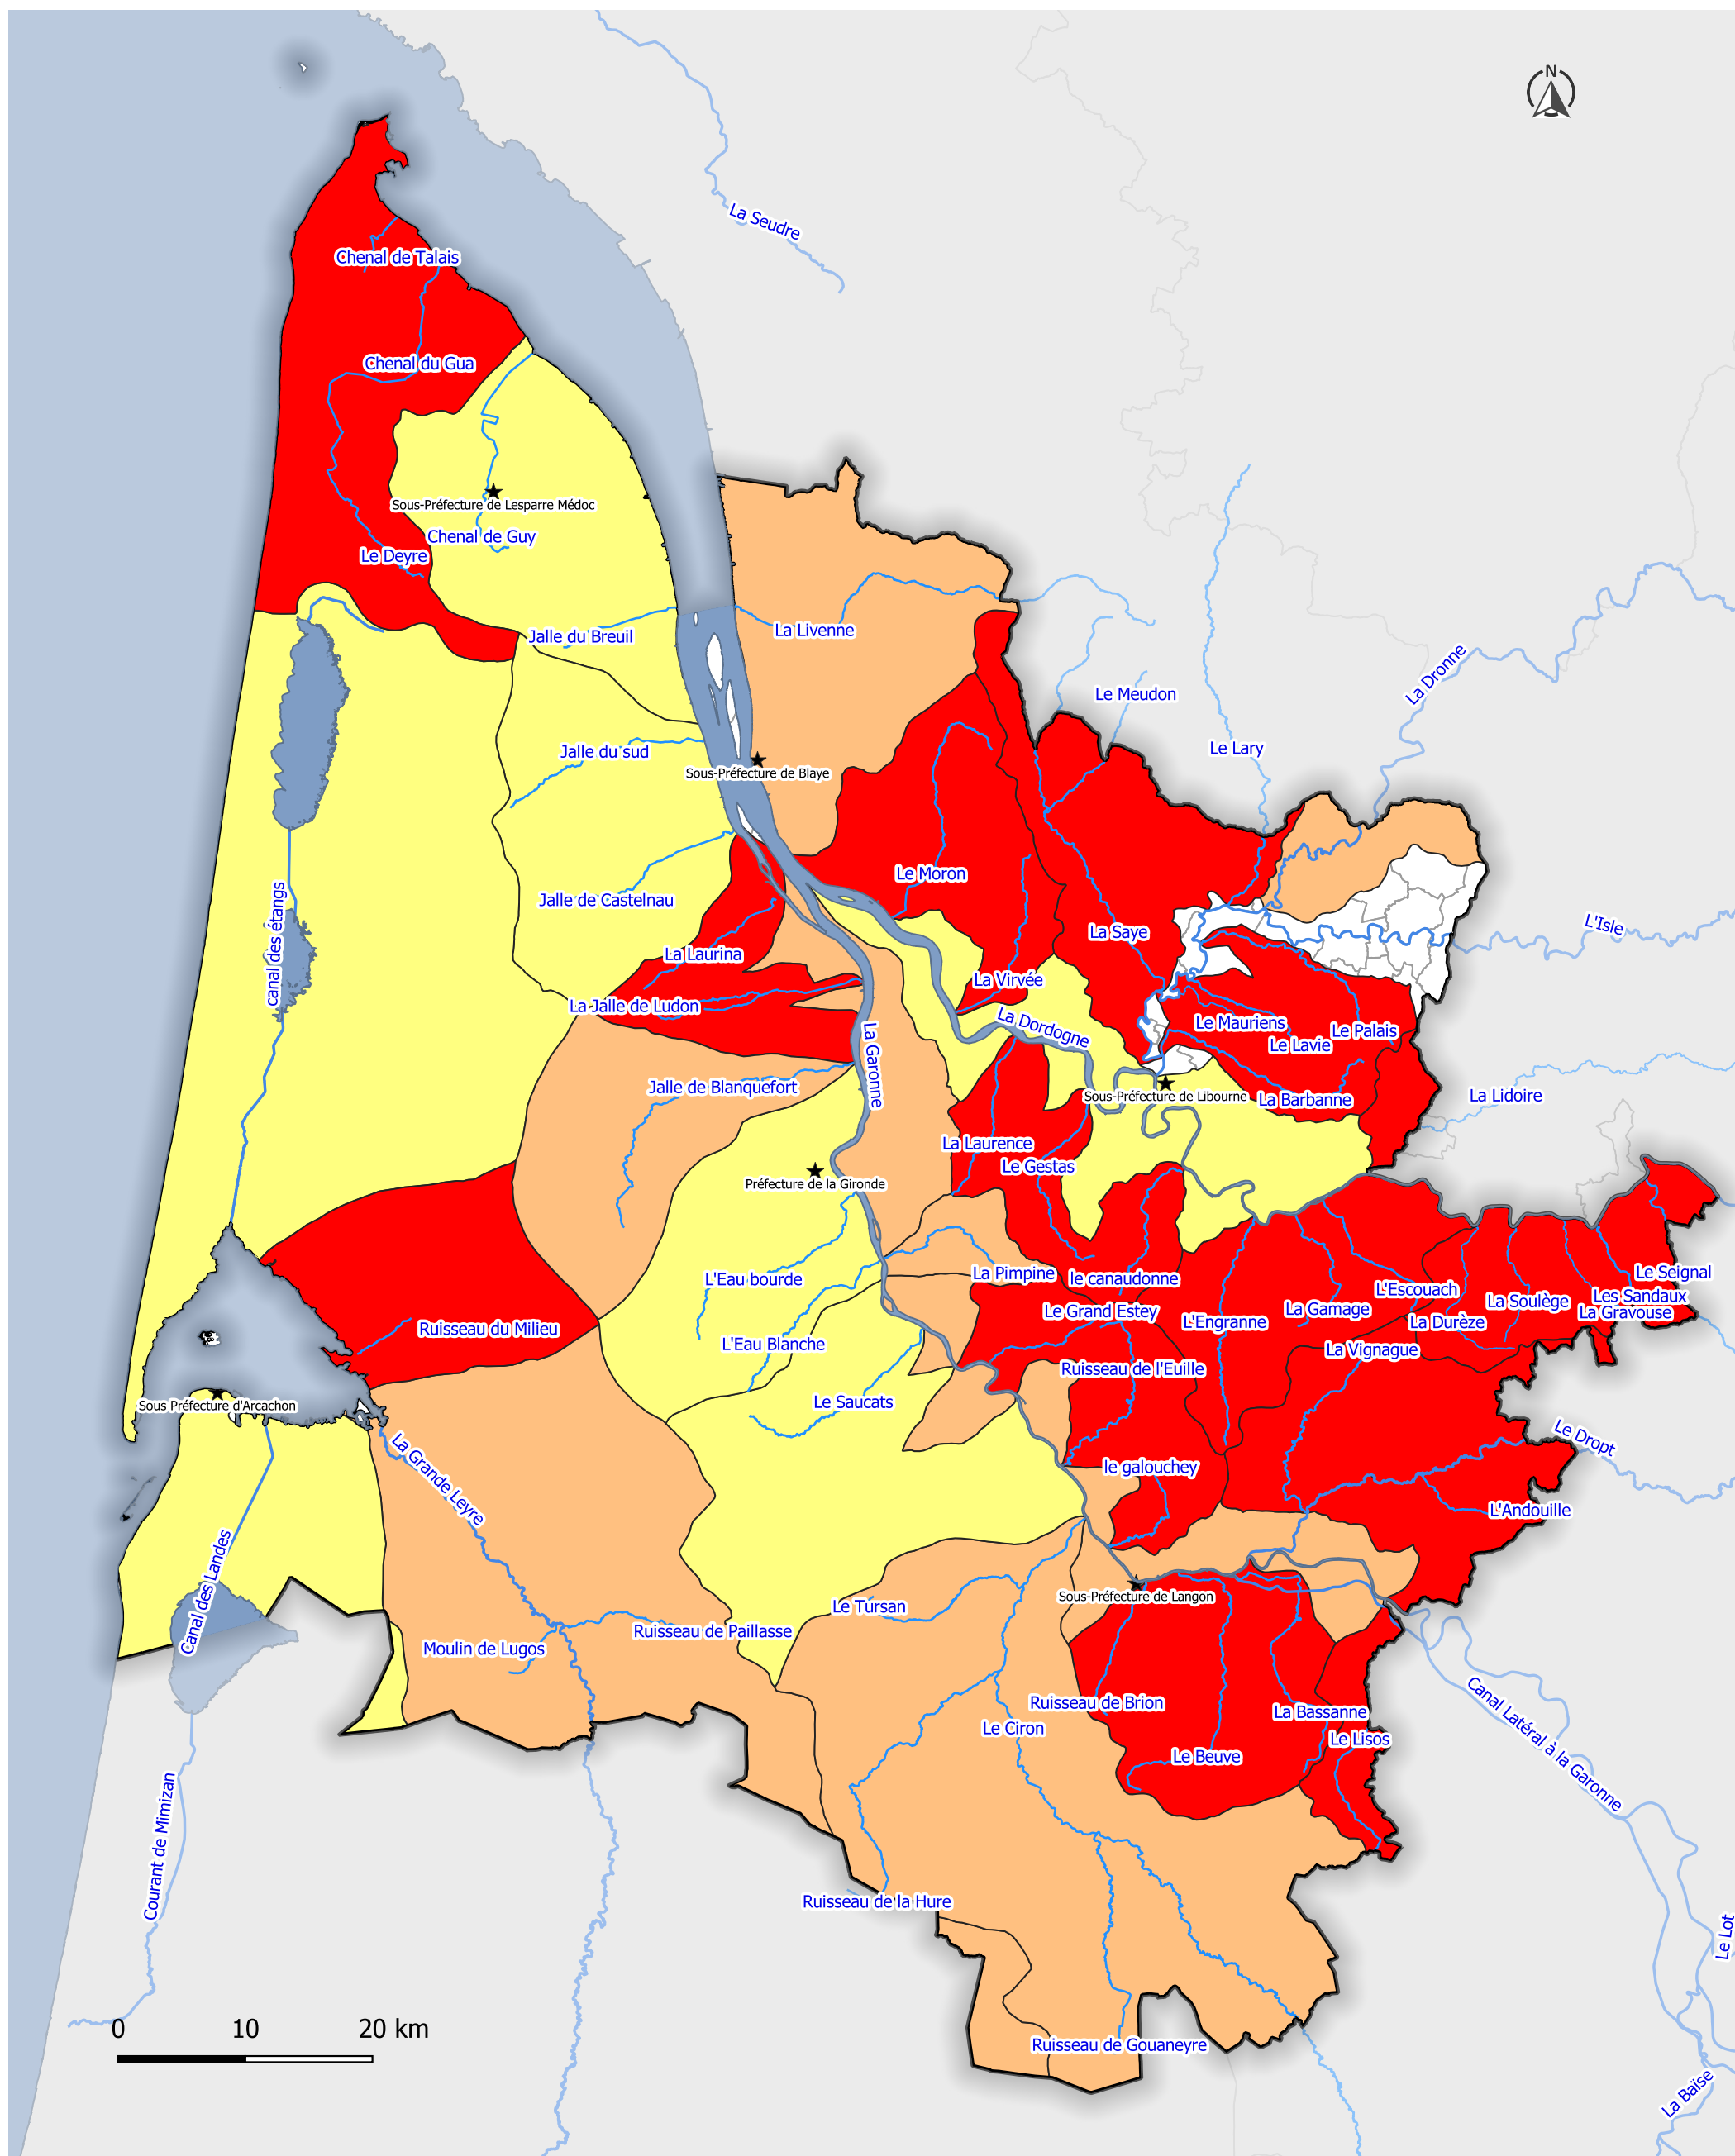 N
La Seudre
Chenal de Talais
Chenal du Gua
Sous-Préfecture de Lesparre Médoc
Chenal de Guy
Le Deyre
Jalle du Breuil
La Livenne
La Dronne
Le Meudon
Le Lary
Jalle du sud
Sous-Préfecture de Blaye
Le Moron
Jalle de Castelnau
canal des étangs
La Saye
L'Isle
La Laurina
La Virvée
La Jalle de Ludon
La Dordogne
Le Mauriens
Le Palais
Le Lavie
La Garonne
Jalle de Blanquefort
Sous-Préfecture de Libourne
La Barbanne
La Lidoire
La Laurence
Le Gestas
Préfecture de la Gironde
La Pimpine
le canaudonne
L'Eau bourde
Le Seignal
L'Escouach
Les Sandaux
La Soulège
La Gravouse
Le Grand Estey
La Gamage
L'Engranne
La Durèze
Ruisseau du Milieu
L'Eau Blanche
La Vignague
Ruisseau de l'Euille
Sous Préfecture d'Arcachon
Le Saucats
Le Dropt
La Grande Leyre
le galouchey
L'Andouille
Canal des Landes
Sous-Préfecture de Langon
Le Tursan
Ruisseau de Paillasse
Moulin de Lugos
Ruisseau de Brion
La Bassanne
Le Ciron
Le Lisos
Canal Latéral à la Garonne
Le Beuve
Courant de Mimizan
Ruisseau de la Hure
Le Lot
0 10 20 km
Ruisseau de Gouaneyre
La Baïse